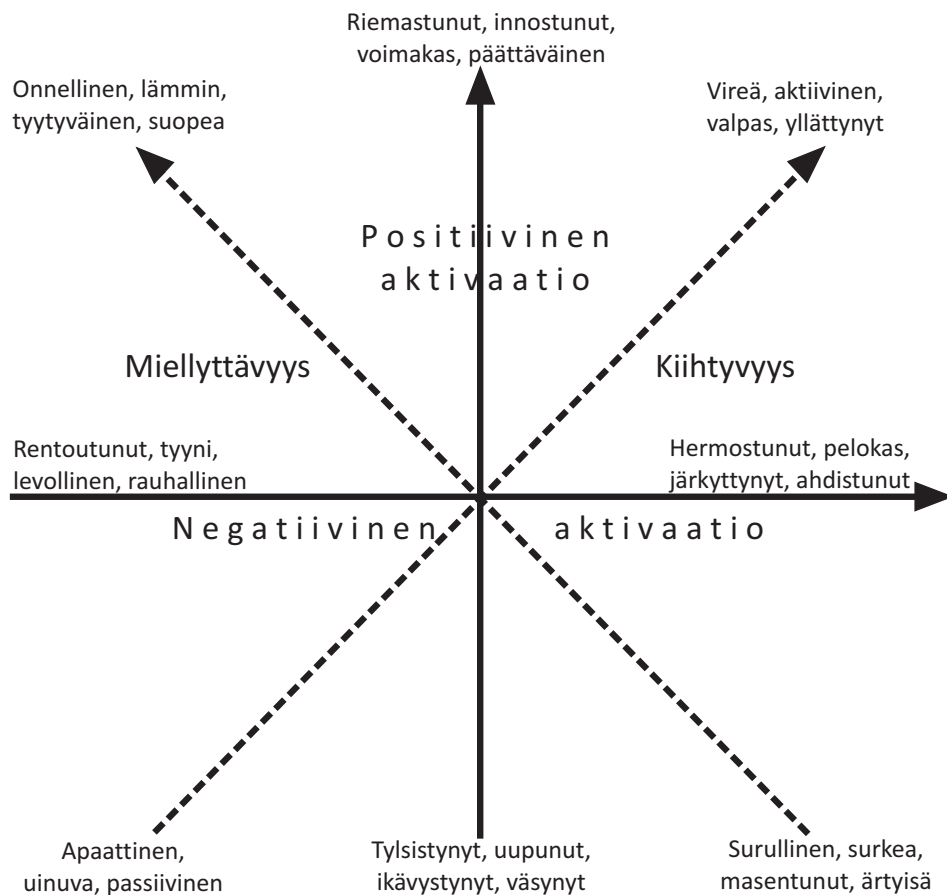 Riemastunut, innostunut,
voimakas, päättäväinen
Onnellinen, lämmin,
tyytyväinen, suopea
Vireä, aktiivinen,
valpas, yllättynyt
Positiivinen
aktivaatio
Miellyttävyys
Kiihtyvyys
Rentoutunut, tyyni,
levollinen, rauhallinen
Hermostunut, pelokas,
järkyttynyt, ahdistunut
Negatiivinen aktivaatio
Apaattinen,
uinuva, passiivinen
Tylsistynyt, uupunut,
ikävystynyt, väsynyt
Surullinen, surkea,
masentunut, ärtyisä